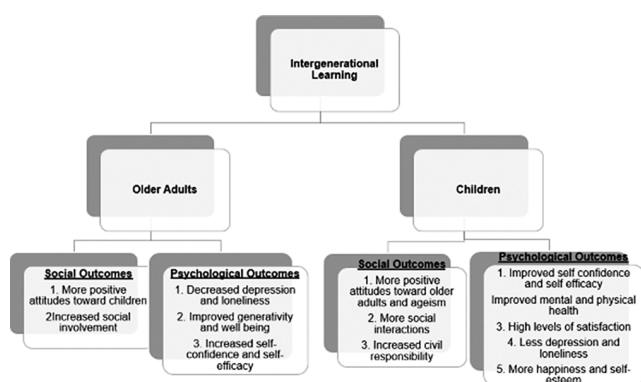 Intergenerational
Learning
Older Adults
Children
Social Outcomes
1. More positive
attitudes toward children
2Increased social
involvement
Psychological Outcomes
1. Decreased depression
and loneliness
2. Improved generativity
and well being
3. Increased self-
confidence and self-
efficacy
Social Outcomes
1. More positive
attitudes toward older
adults and ageism
2. More social
interactions
3. Increased civil
responsibility
Psychological Outcomes
1. Improved self confidence
and self efficacy
Improved mental and physical
health
3. High levels of satisfaction
4. Less depression and
loneliness
5. More happiness and self-
esteem